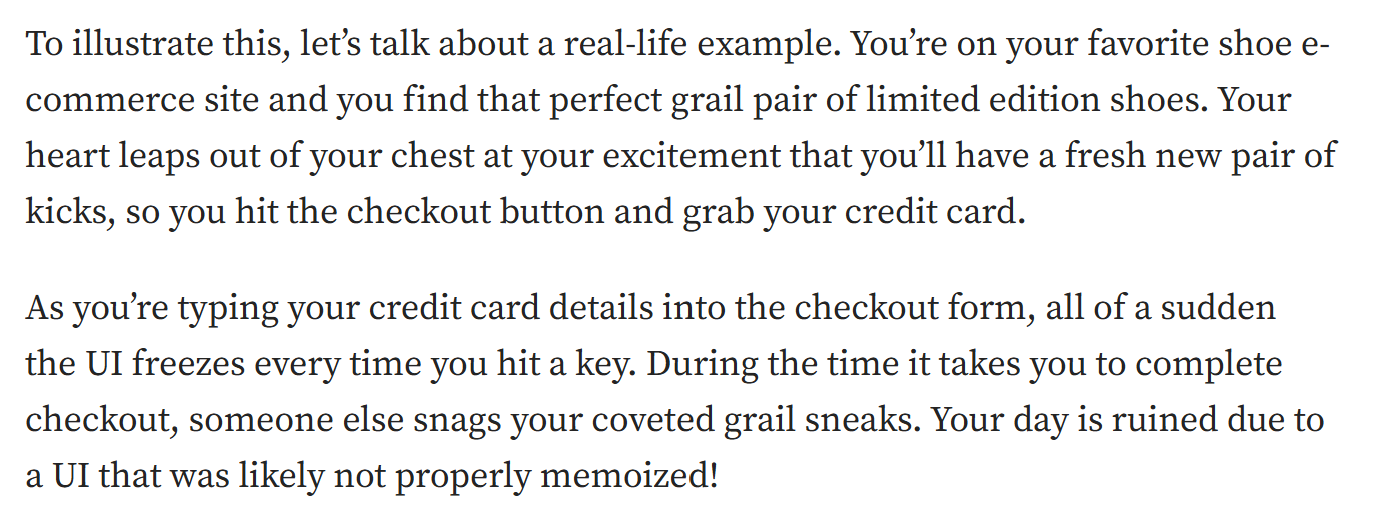 To illustrate this, let’s talk about a real-life example. You’re on your favorite shoe e-
commerce site and you find that perfect grail pair of limited edition shoes. Your
heart leaps out of your chest at your excitement that you’ll have a fresh new pair of
kicks, so you hit the checkout button and grab your credit card.
As you’re typing your credit card details into the checkout form, all of a sudden
the UI freezes every time you hit a key. During the time it takes you to complete
checkout, someone else snags your coveted grail sneaks. Your day is ruined due to
a UI that was likely not properly memoized!